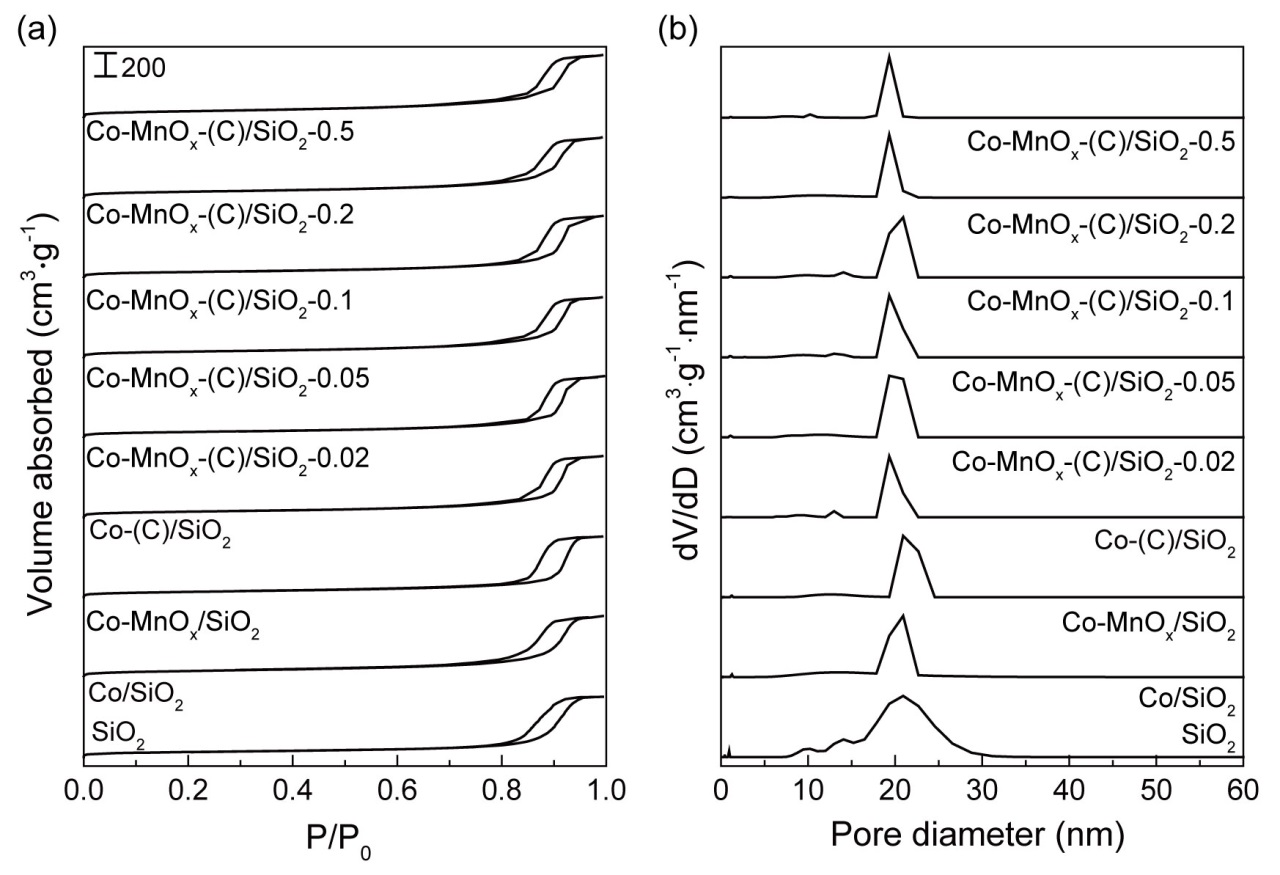 (a)
200
Co-MnOₓ-(C)/SiO₂-0.5
Co-MnOₓ-(C)/SiO₂-0.2
Co-MnOₓ-(C)/SiO₂-0.1
Co-MnOₓ-(C)/SiO₂-0.05
Co-MnOₓ-(C)/SiO₂-0.02
Co-(C)/SiO₂
Co-MnOₓ/SiO₂
Co/SiO₂
SiO₂
Volume absorbed (cm³·g⁻¹)
0.0 0.2 0.4 0.6 0.8 1.0
P/P₀
(b)
Co-MnOₓ-(C)/SiO₂-0.5
Co-MnOₓ-(C)/SiO₂-0.2
Co-MnOₓ-(C)/SiO₂-0.1
Co-MnOₓ-(C)/SiO₂-0.05
Co-MnOₓ-(C)/SiO₂-0.02
Co-(C)/SiO₂
Co-MnOₓ/SiO₂
Co/SiO₂
SiO₂
dV/dD (cm³·g⁻¹·nm⁻¹)
0 10 20 30 40 50 60
Pore diameter (nm)